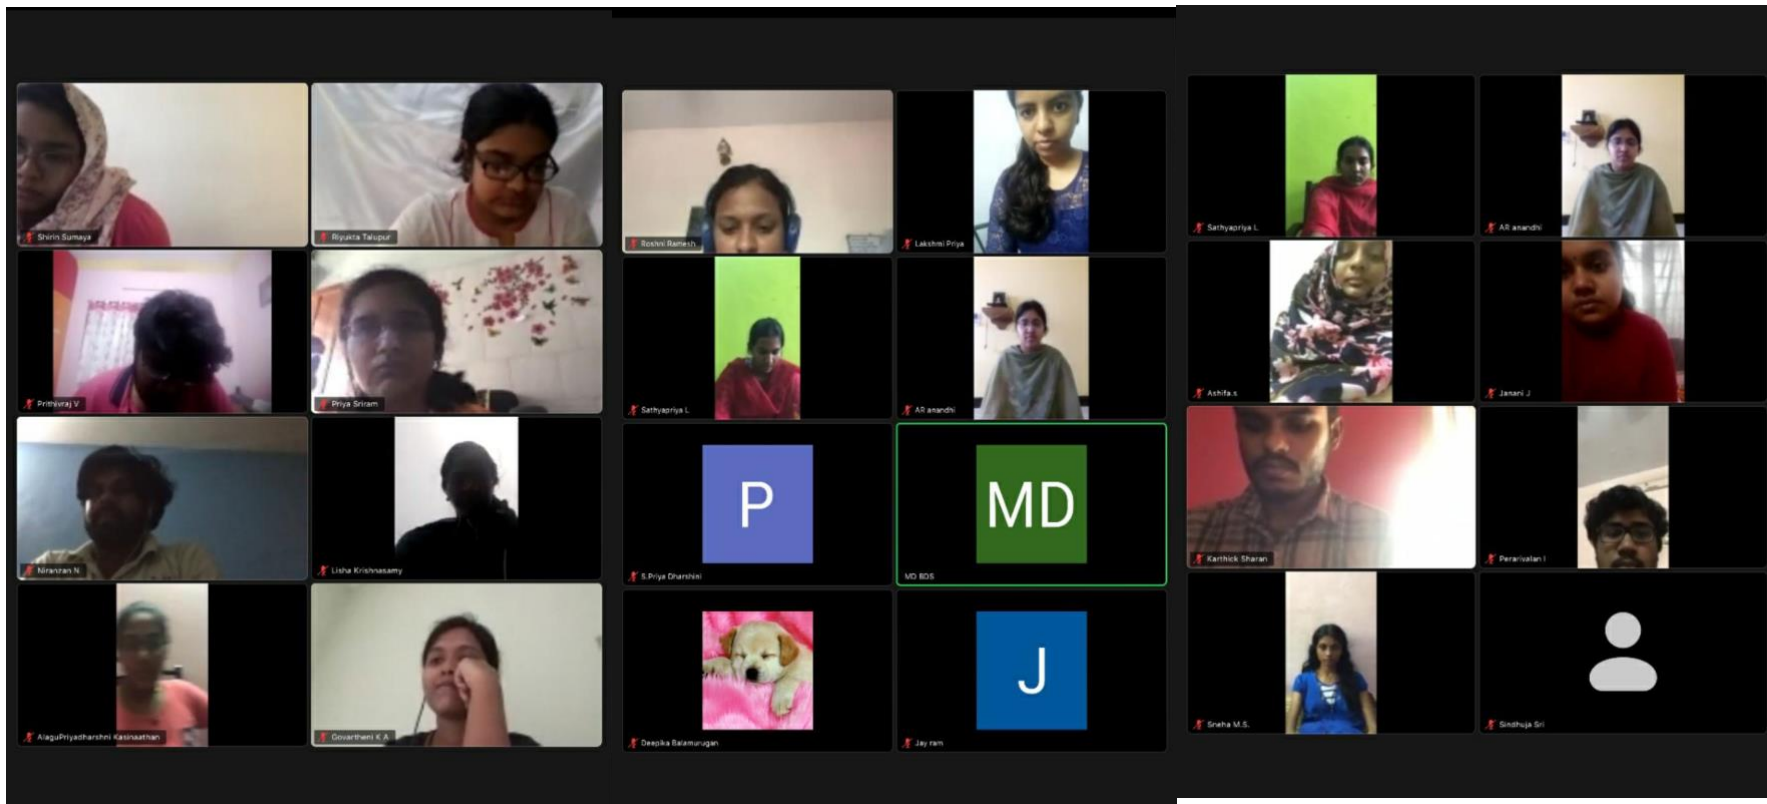 Shirin Sumaya
Riyukta Talupur
Prithivraj V
Priya Sriram
Niranzan N
Lisha Krishnasamy
AlaguPriyadharshni Kasinaathan
Govartheni K A
Roshni Ramesh
Lakshmi Priya
Sathyapriya L
AR anandhi
P
S.Priya Dharshini
MD
MD BDS
Deepika Balamurugan
J
Jay ram
Sathyapriya L
AR anandhi
Ashifa.s
Janani J
Karthick Sharan
Perarivalan I
Sneha M.S.
Sindhuja Sri